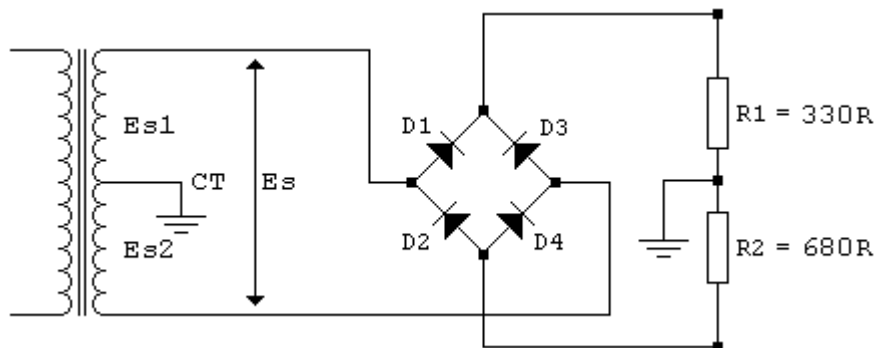 D1
D3
Es1
R1 = 330R
CT
Es
Es2
D2
D4
R2 = 680R